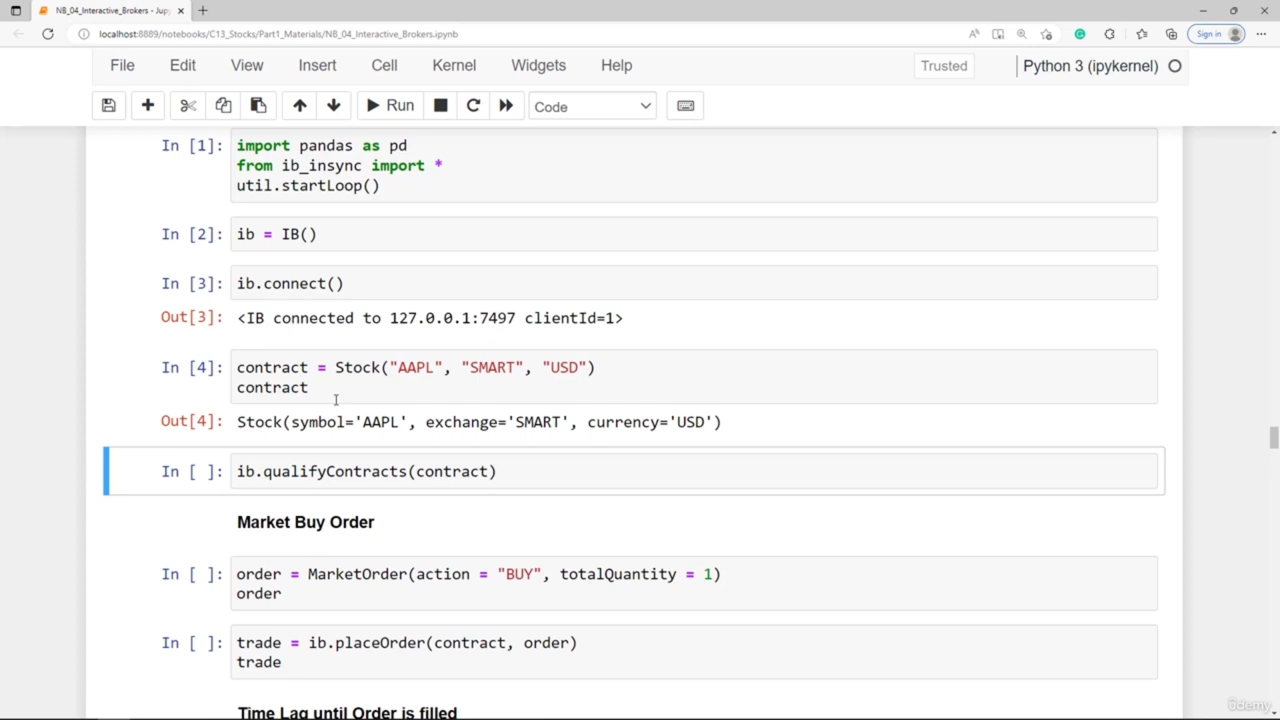 NB_04_Interactive_Brokers - Jup
localhost:8889/notebooks/C13_Stocks/Part1_Materials/NB_04_Interactive_Brokers.ipynb
Sign in
File Edit View Insert Cell Kernel Widgets Help Trusted Python 3 (ipykernel)
Run Code
In [1]: import pandas as pd
from ib_insync import *
util.startLoop()
In [2]: ib = IB()
In [3]: ib.connect()
Out[3]: <IB connected to 127.0.0.1:7497 clientId=1>
In [4]: contract = Stock("AAPL", "SMART", "USD")
contract
Out[4]: Stock(symbol='AAPL', exchange='SMART', currency='USD')
In [ ]: ib.qualifyContracts(contract)
Market Buy Order
In [ ]: order = MarketOrder(action = "BUY", totalQuantity = 1)
order
In [ ]: trade = ib.placeOrder(contract, order)
trade
Time Lag until Order is filled
ûdemy